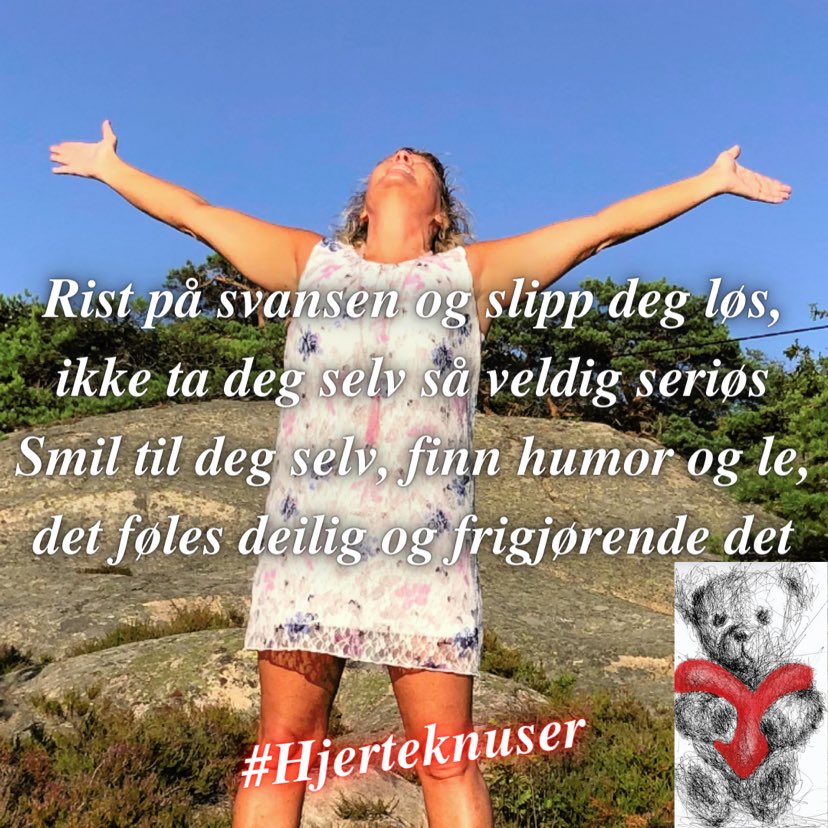 Rist på svansen og slipp deg løs,
ikke ta deg selv så veldig seriøs
Smil til deg selv, finn humor og le,
det føles deilig og frigjørende det
#Hjerteknuser